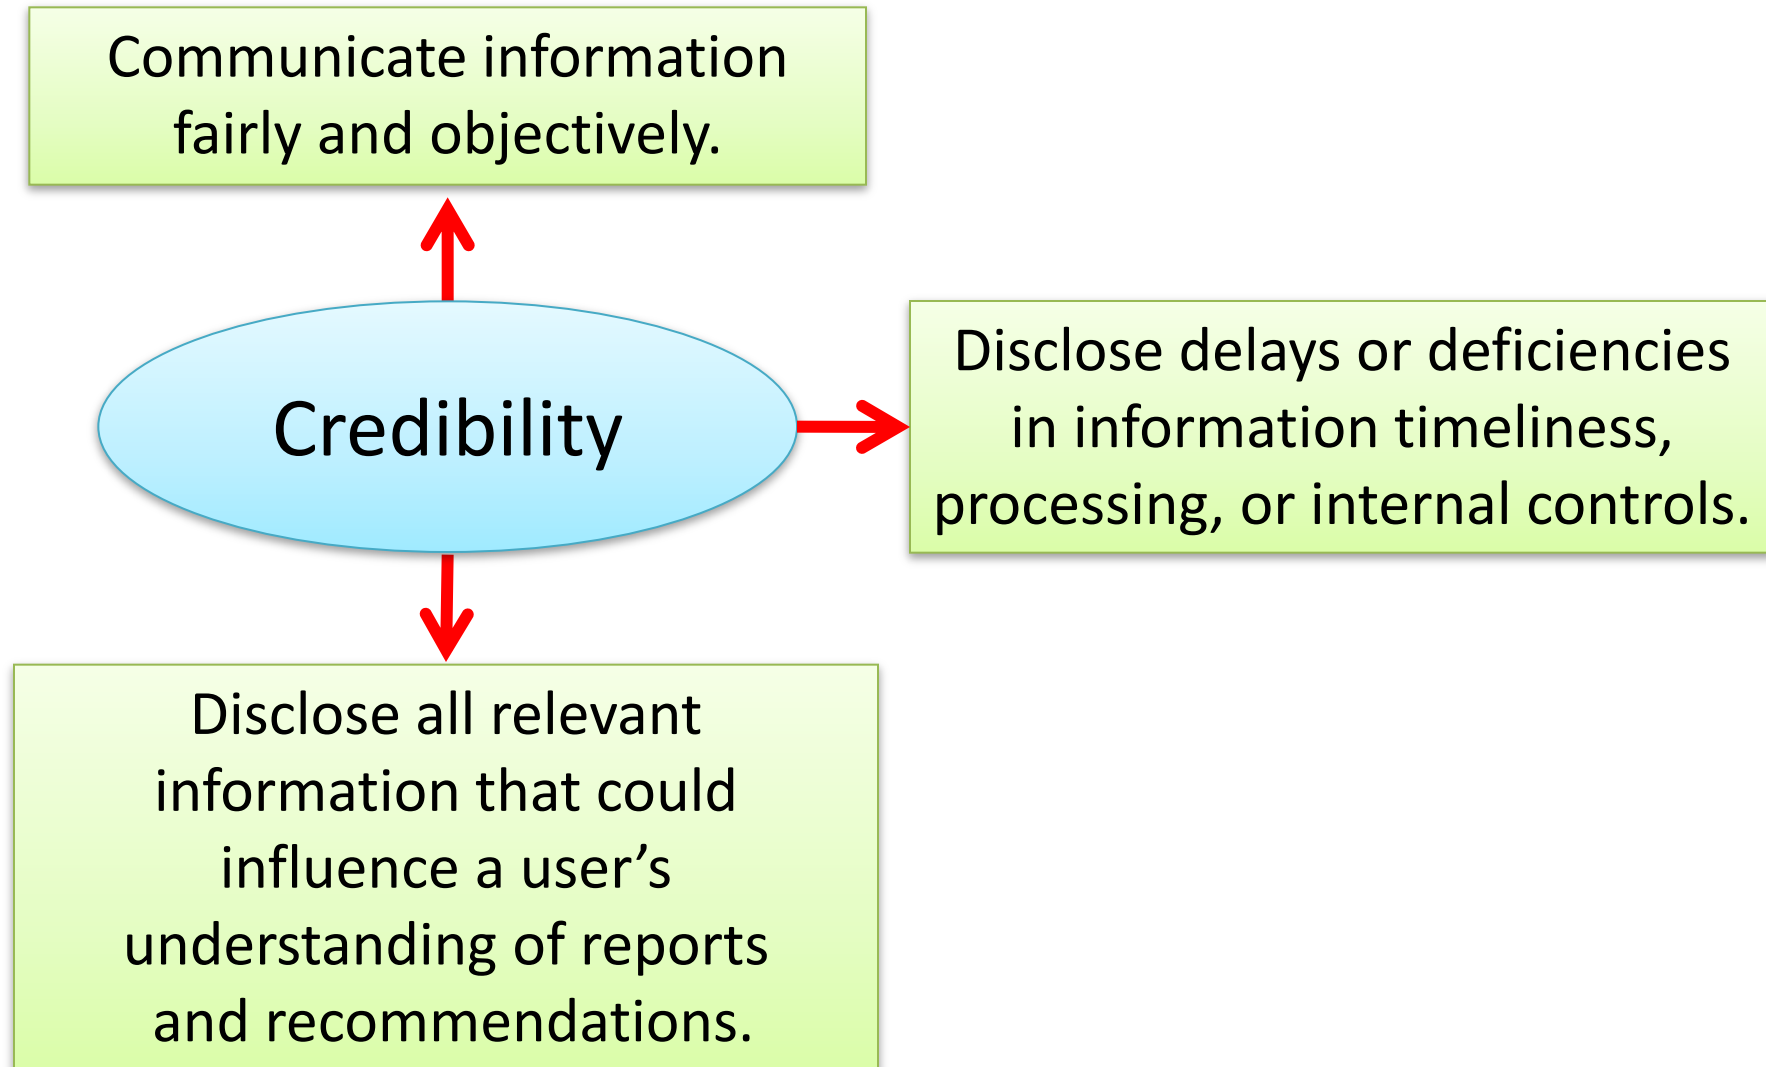 Communicate information
fairly and objectively.
Credibility
Disclose delays or deficiencies
in information timeliness,
processing, or internal controls.
Disclose all relevant
information that could
influence a user’s
understanding of reports
and recommendations.